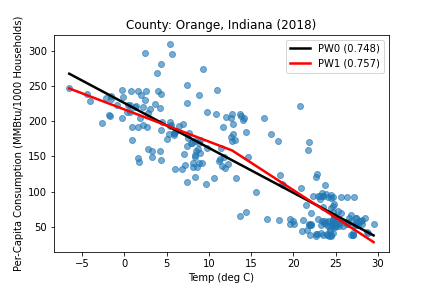 County: Orange, Indiana (2018)
PW0 (0.748)
PW1 (0.757)
Per-Capita Consumption (MMBtu/1000 Households)
300
250
200
150
100
50
−5 0 5 10 15 20 25 30
Temp (deg C)